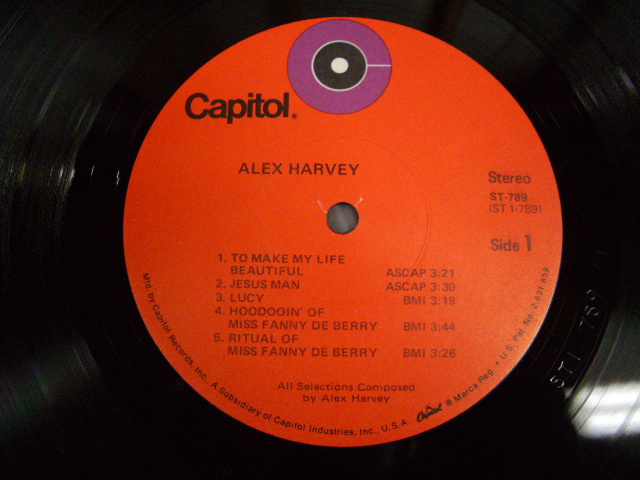 Capitol®
ALEX HARVEY
Stereo
ST-789
(ST 1-789)
Side 1
1. TO MAKE MY LIFE
BEAUTIFUL ASCAP 3:21
2. JESUS MAN ASCAP 3:30
3. LUCY BMI 3:19
4. HOODOOIN' OF
MISS FANNY DE BERRY BMI 3:44
5. RITUAL OF
MISS FANNY DE BERRY BMI 3:26
All Selections Composed
by Alex Harvey
Mfd. by Capitol Records, Inc. A Subsidiary of Capitol Industries, Inc., U.S.A. Capitol ® Marca Reg. • U.S. Pat. No. 2,631,859